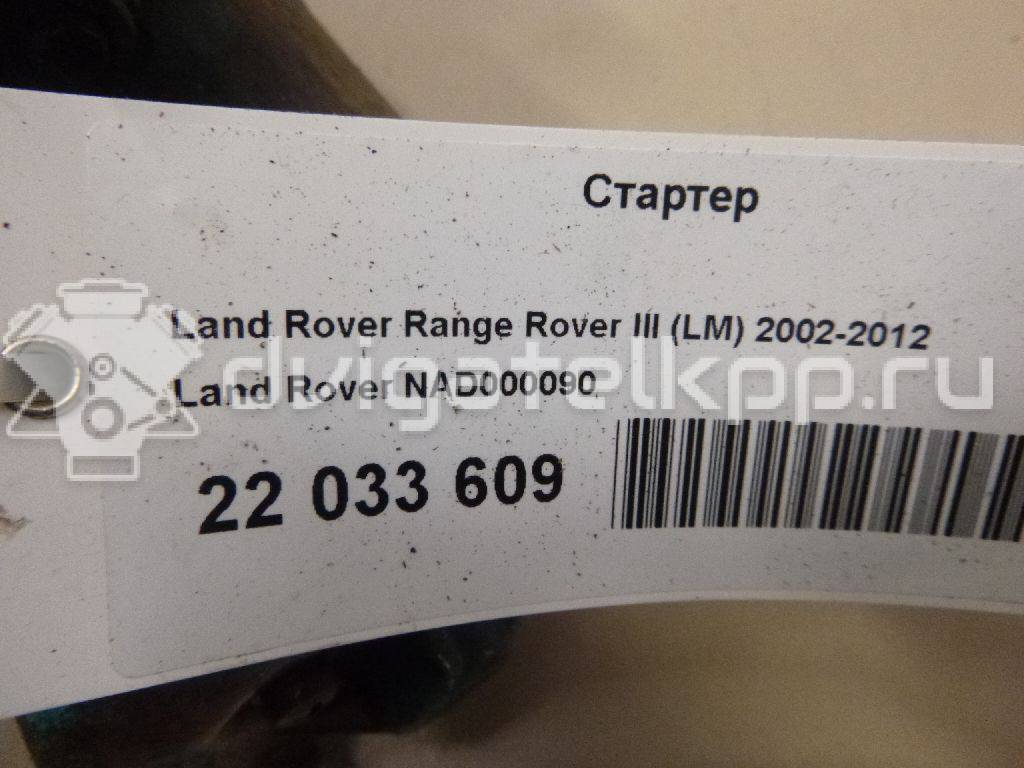 Стартер
Land Rover Range Rover III (LM) 2002-2012
dvigatelkpp.ru
Land Rover NAD000090
22 033 609